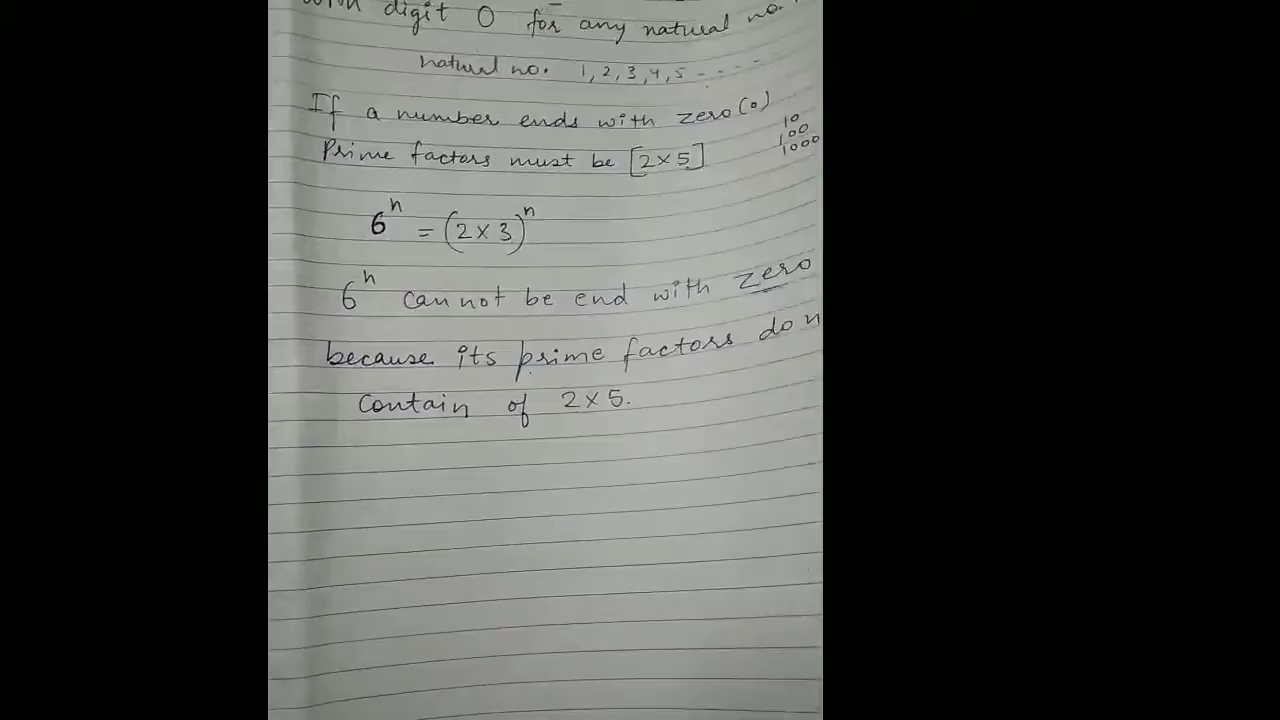 with digit 0 for any natural no.
natural no. 1, 2, 3, 4, 5 - - - - -
If a number ends with zero (0)
10
100
1000
Prime factors must be [2×5]
6ⁿ = (2×3)ⁿ
6ⁿ cannot be end with zero
because its prime factors do n
contain of 2×5.